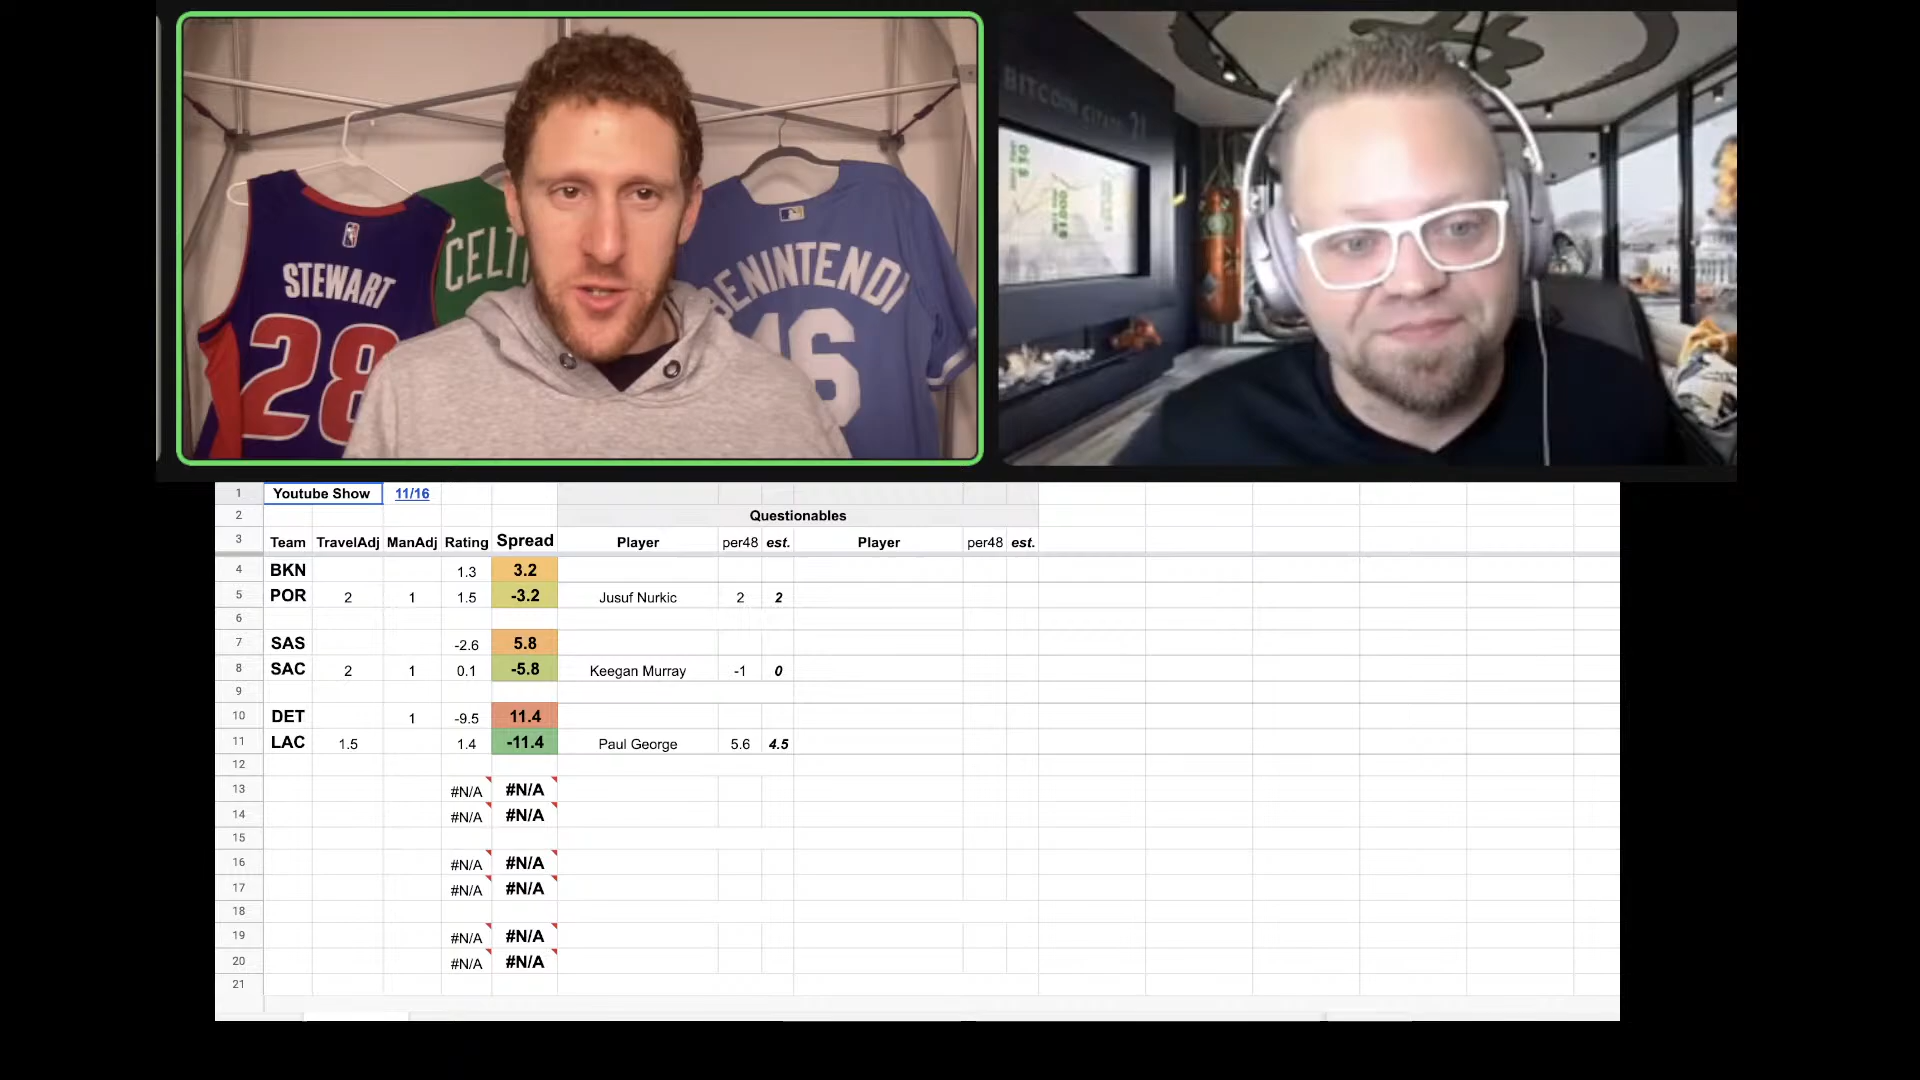 BITCOIN CITADEL 21
STEWART
28
CELTI
BENINTENDI
16
1 Youtube Show 11/16
2 Questionables
3 Team TravelAdj ManAdj Rating Spread Player per48 est. Player per48 est.
4 BKN 1.3 3.2
5 POR 2 1 1.5 -3.2 Jusuf Nurkic 2 2
6
7 SAS -2.6 5.8
8 SAC 2 1 0.1 -5.8 Keegan Murray -1 0
9
10 DET 1 -9.5 11.4
11 LAC 1.5 1.4 -11.4 Paul George 5.6 4.5
12
13 #N/A #N/A
14 #N/A #N/A
15
16 #N/A #N/A
17 #N/A #N/A
18
19 #N/A #N/A
20 #N/A #N/A
21